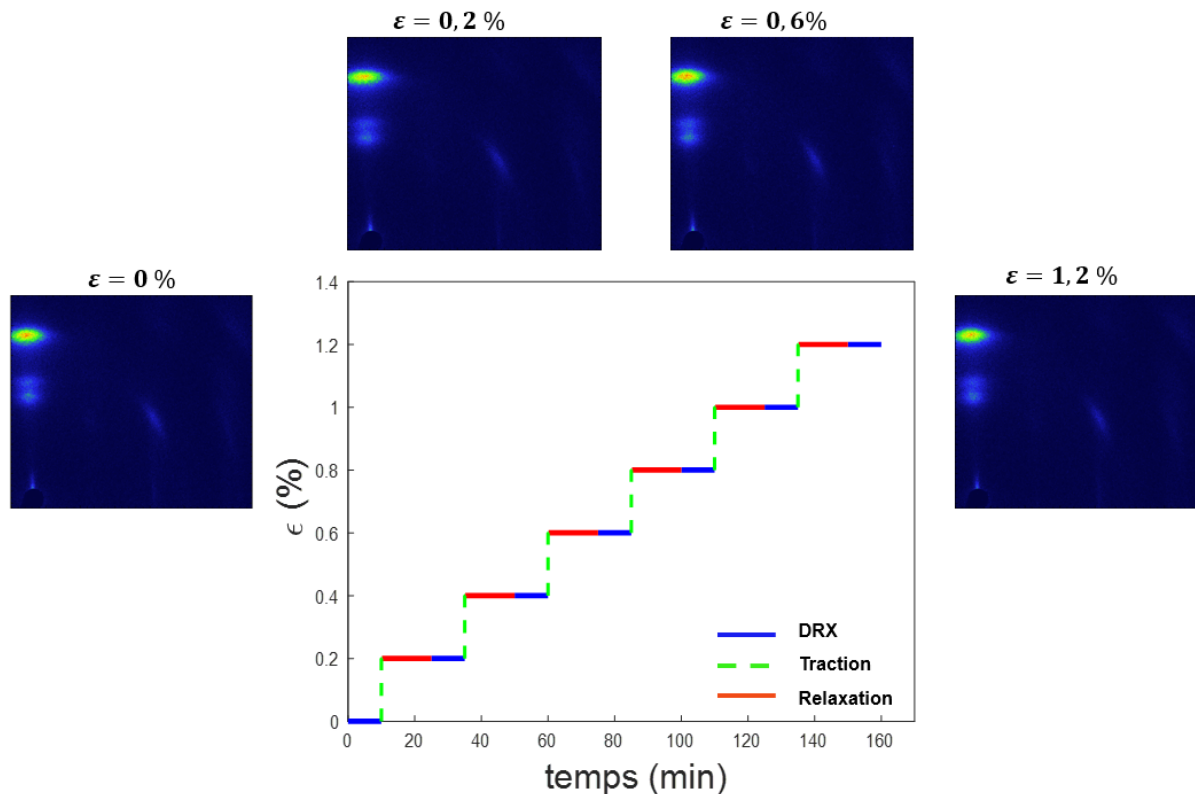 ε = 0,2 %
ε = 0,6%
ε = 0 %
ε = 1,2 %
1.4
1.2
1
0.8
0.6
0.4
0.2
0
ϵ (%)
DRX
Traction
Relaxation
0 20 40 60 80 100 120 140 160
temps (min)